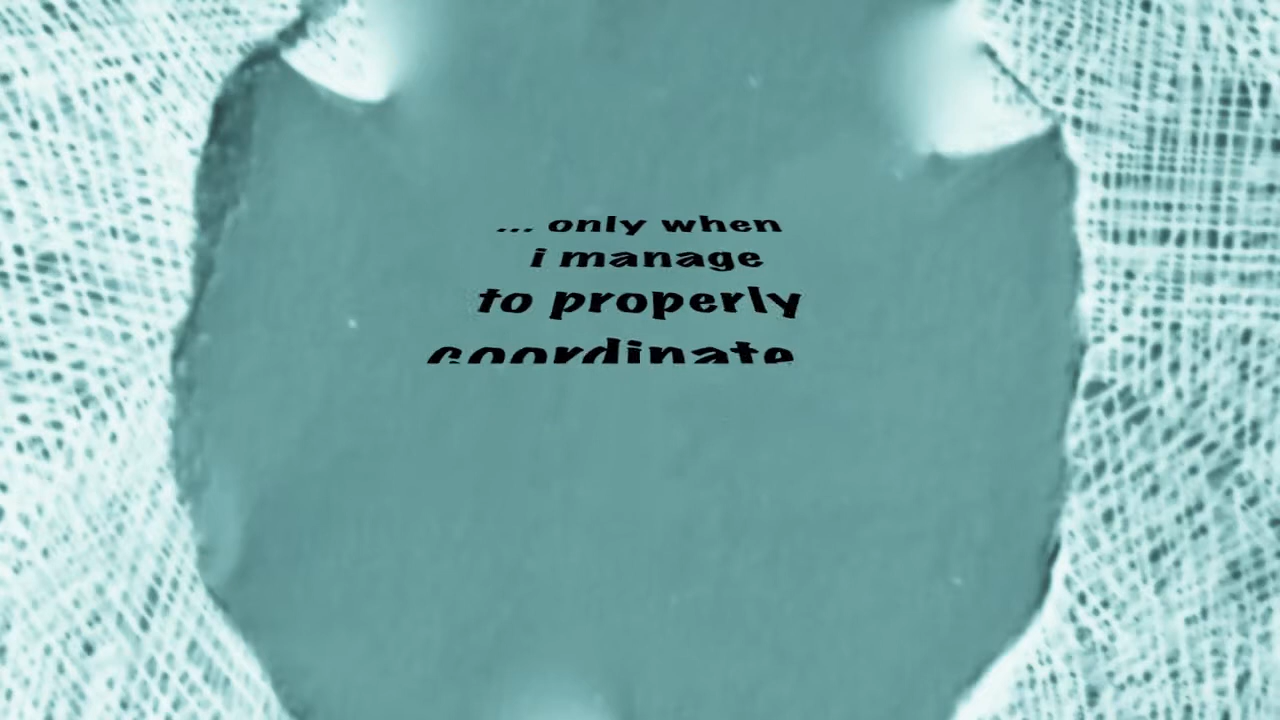 ... only when
i manage
to properly
coordinate